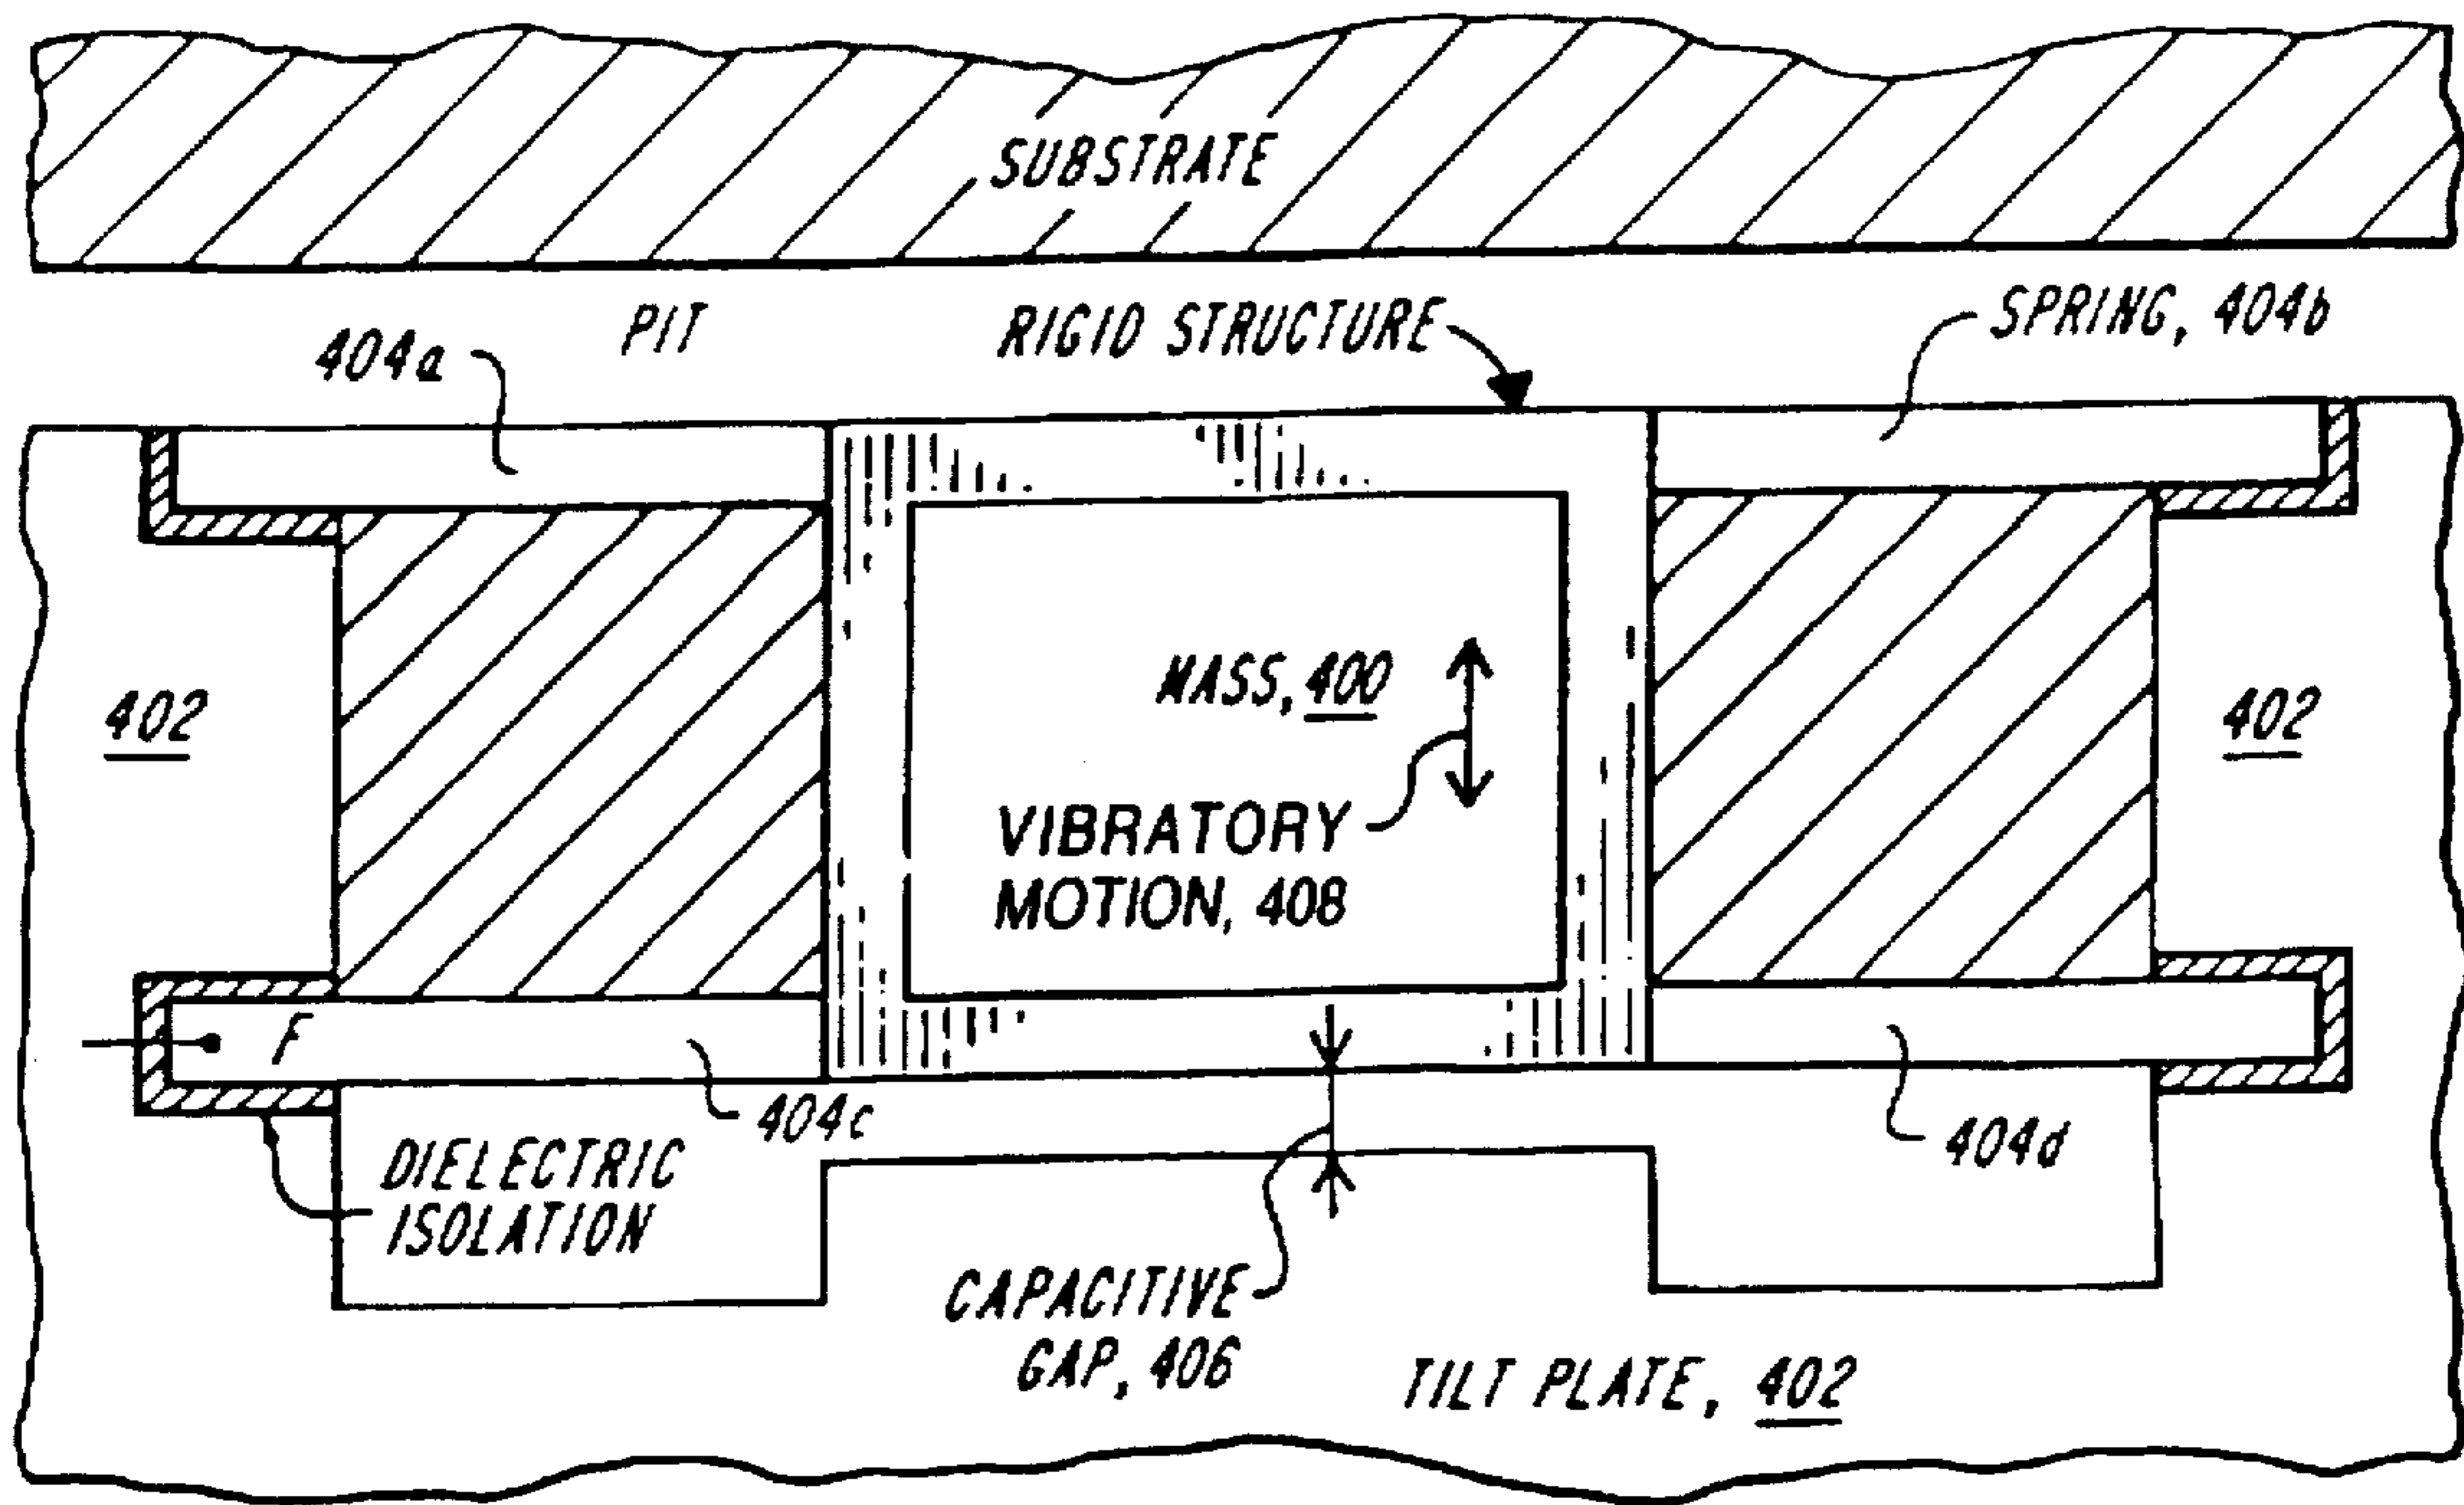 SUBSTRATE
PIT
RIGID STRUCTURE
SPRING, 404b
404a
MASS, 400
402
402
VIBRATORY
MOTION, 408
F
404c
404d
DIELECTRIC
ISOLATION
CAPACITIVE
GAP, 406
TILT PLATE, 402